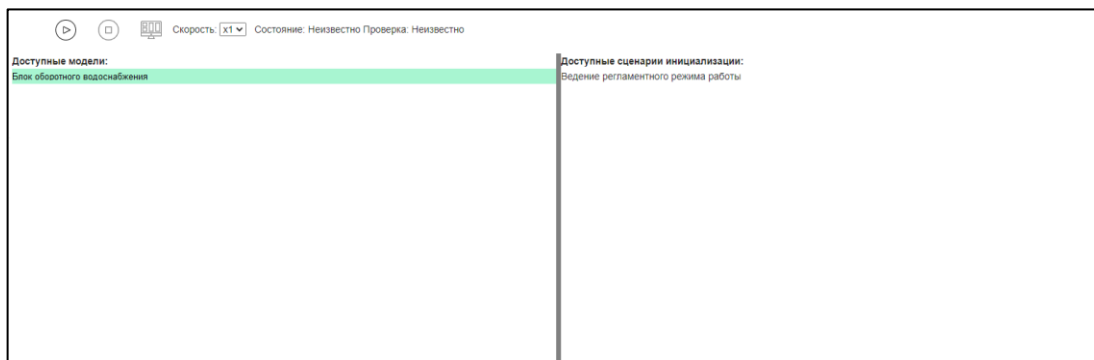 Скорость: x1 Состояние: Неизвестно Проверка: Неизвестно
Доступные модели:
Блок оборотного водоснабжения
Доступные сценарии инициализации:
Ведение регламентного режима работы